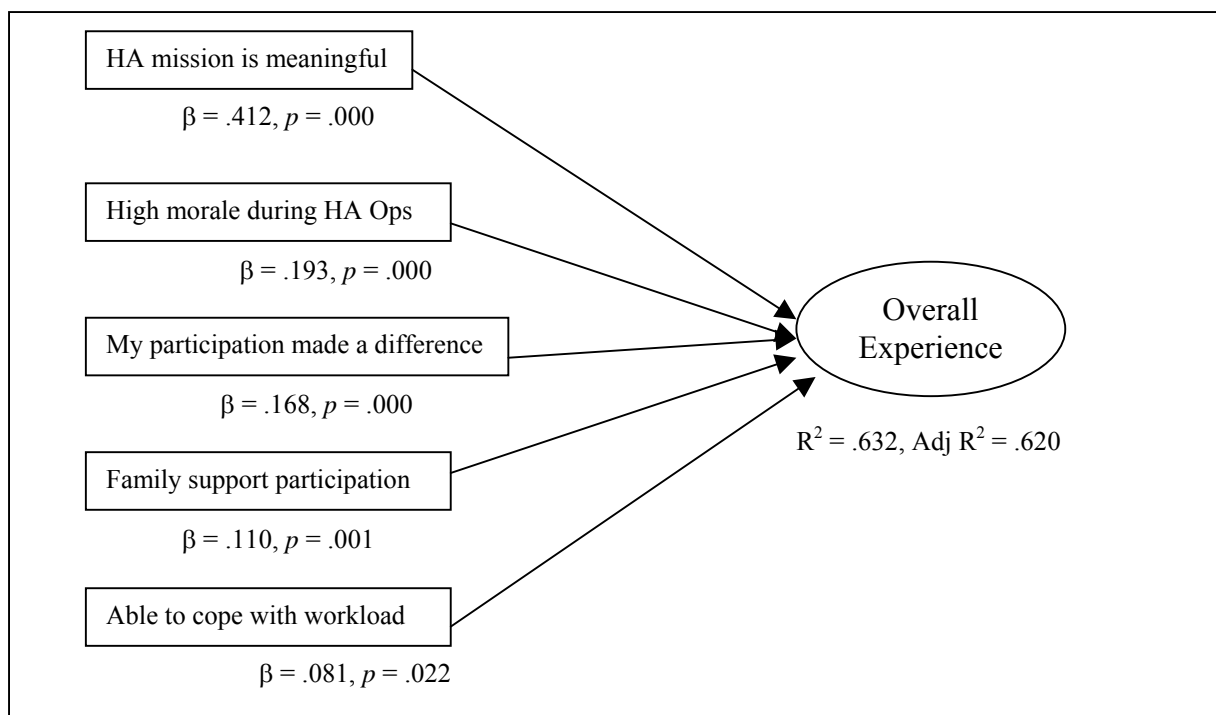 HA mission is meaningful
β = .412, p = .000
High morale during HA Ops
β = .193, p = .000
My participation made a difference
β = .168, p = .000
Family support participation
β = .110, p = .001
Able to cope with workload
β = .081, p = .022
Overall
Experience
R² = .632, Adj R² = .620